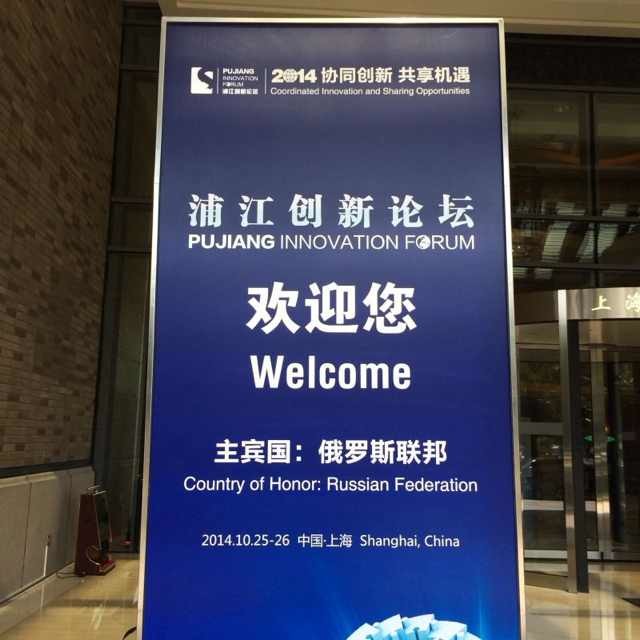 PUJIANG
INNOVATION
FORUM
浦江创新论坛
2014 协同创新 共享机遇
Coordinated Innovation and Sharing Opportunities
浦江创新论坛
PUJIANG INNOVATION FORUM
欢迎您
Welcome
主宾国：俄罗斯联邦
Country of Honor: Russian Federation
2014.10.25-26 中国·上海 Shanghai, China
上海